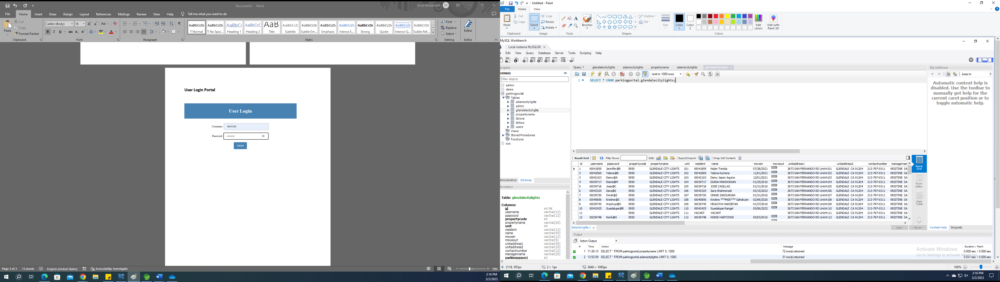 Document3 - Word
Excel Residential ER
File Home Insert Draw Design Layout References Mailings Review View Help Tell me what you want to do
Paste Cut Copy Format Painter
Calibri (Body) 16
AaBbCcDc ¶ Normal
AaBbCcDc ¶ No Spac...
AaBbC( Heading 1
AaBbCcC Heading 2
AaB Title
AaBbCcC Subtitle
AaBbCcDt Subtle Em...
AaBbCcDt Emphasis
AaBbCcDt Intense E...
AaBbCcDc Strong
AaBbCcDt Quote
AaBbCcDt Intense Q...
AABBCCDC Subtle Ref...
Find Replace Select
Editor
Clipboard Font Paragraph Styles Editing Editor
User Login Portal
User Login
Username : t0031235
Password :
Submit
Page 3 of 3 13 words English (United States) Accessibility: Investigate 78%
2:16 PM
3/2/2023
Untitled - Paint
File Home View
Paste Cut Copy
Select Crop Resize Rotate
Brushes
Outline Fill
Size
Color 1
Color 2
Edit colors
Edit with Paint 3D
Clipboard Image Tools Shapes Colors
MySQL Workbench
Local instance MySQL80
Edit View Query Database Server Tools Scripting Help
avigator
HEMAS
Filter objects
admin
demo
parkingportal
Tables
adamscitylights
admin
glendalecitylights
propertyname
tblone
tbltwo
users
Views
Stored Procedures
Functions
sys
dministration Schemas
formation
Table: glendalecitylights
Columns:
id int PK
username varchar(12)
password varchar(12)
propertycode int
propertyname varchar(25)
unit int
resident varchar(12)
name varchar(45)
movein varchar(12)
moveout varchar(5)
unitaddress1 varchar(45)
unitaddress2 varchar(25)
contactnumber varchar(12)
managername varchar(25)
parkingspace1 int
Query 1 glendalecitylights adamscitylights propertyname adamscitylights glendalecitylights
Limit to 1000 rows
1 SELECT * FROM parkingportal.glendalecitylights;
SQLAdditions
Jump to
Automatic context help is
disabled. Use the toolbar to
manually get help for the
current caret position or to
toggle automatic help.
Result Grid Filter Rows: Edit: Export/Import: Wrap Cell Content:
id username password propertycode propertyname unit resident name movein moveout unitaddress1 unitaddress2 contactnumber managernam
1 t0041859 Jennifer@R 5950 GLENDALE CITY LIGHTS 101 t0041859 Nolan Tretola 07/28/2021 NULL 3673 SAN FERNANDO RD Unit#101 GLENDALE CA 91204 213-797-0311 KRISTINE SA
2 t0042069 Yelena@K 5950 GLENDALE CITY LIGHTS 102 t0042069 Yelena Kurinina 11/01/2021 NULL 3673 SAN FERNANDO RD Unit#102 GLENDALE CA 91204 213-797-0311 KRISTINE SA
3 t0042103 Demy@A 5950 GLENDALE CITY LIGHTS 103 t0042103 Demy Jason Aquino 12/01/2021 NULL 3673 SAN FERNANDO RD Unit#103 GLENDALE CA 91204 213-797-0311 KRISTINE SA
4 t0039717 Diana@M 5950 GLENDALE CITY LIGHTS 104 t0039717 DIANA MANOOKIAN 01/25/2010 NULL 3673 SAN FERNANDO RD Unit#104 GLENDALE CA 91204 213-797-0311 KRISTINE SA
5 t0039718 Jose@C 5950 GLENDALE CITY LIGHTS 105 t0039718 JOSE CASILLAS 01/31/2010 NULL 3673 SAN FERNANDO RD Unit#105 GLENDALE CA 91204 213-797-0311 KRISTINE SA
6 t0042325 Sara@S 5950 GLENDALE CITY LIGHTS 106 t0042325 Sara Shahmoradi 02/15/2022 NULL 3673 SAN FERNANDO RD Unit#106 GLENDALE CA 91204 213-797-0311 KRISTINE SA
7 t0039720 Onnik@Z 5950 GLENDALE CITY LIGHTS 107 t0039720 ONNIK ZADOURIAN 01/31/2010 NULL 3673 SAN FERNANDO RD Unit#107 GLENDALE CA 91204 213-797-0311 KRISTINE SA
8 t0040856 Kristine@S 5950 GLENDALE CITY LIGHTS 108 t0040856 Kristine ***MGR*** Sahakyan 02/06/2020 NULL 3673 SAN FERNANDO RD Unit#108 GLENDALE CA 91204 213-797-0311 KRISTINE SA
9 t0039745 Hrachya@H 5950 GLENDALE CITY LIGHTS 109 t0039745 HRACHYA HAKOBYAN 01/27/2010 NULL 3673 SAN FERNANDO RD Unit#109 GLENDALE CA 91204 213-797-0311 KRISTINE SA
10 t0042425 Guadalupe@R 5950 GLENDALE CITY LIGHTS 110 t0042425 Guadalupe Rangel 05/06/2022 NULL 3673 SAN FERNANDO RD Unit#110 GLENDALE CA 91204 213-797-0311 KRISTINE SA
11 5950 GLENDALE CITY LIGHTS 111 VACANT VACANT 3673 SAN FERNANDO RD Unit#111 GLENDALE CA 91204 213-797-0311 KRISTINE SA
12 t0039748 Norik@H 5950 GLENDALE CITY LIGHTS 112 t0039748 NORIK HARTOONI 05/03/2010 NULL 3673 SAN FERNANDO RD Unit#112 GLENDALE CA 91204 213-797-0311 KRISTINE SA
Result Grid
Form Editor
Field Types
dalecitylights 1 Apply Revert Context Help Snippets
Output
Action Output
# Time Action Message Duration / Fetch
1 11:26:13 SELECT * FROM parkingportal.propertyname LIMIT 0, 1000 72 row(s) returned 0.000 sec / 0.000 sec
2 13:52:59 SELECT * FROM parkingportal.adamscitylights LIMIT 0, 1000 31 row(s) returned 0.031 sec / 0.000 sec
Activate Windows
Go to Settings to activate Windows.
2119, 597px 2 × 1px 3840 × 1085px 100%
2:16 PM
3/2/2023